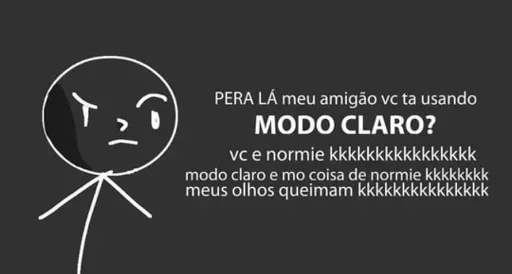 PERA LÁ meu amigão vc ta usando
MODO CLARO?
vc e normie kkkkkkkkkkkkkkkk
modo claro e mo coisa de normie kkkkkkkk
meus olhos queimam kkkkkkkkkkkkkkk